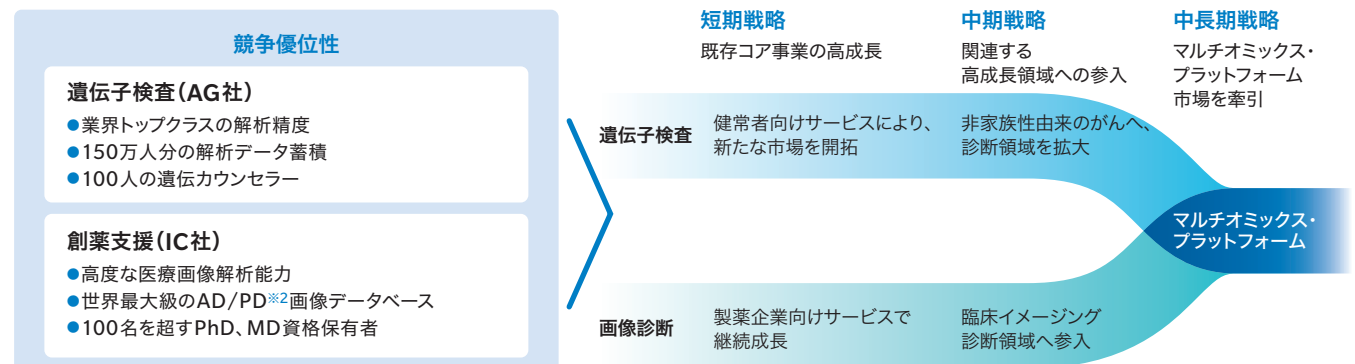 競争優位性
遺伝子検査（AG社）
●業界トップクラスの解析精度
●150万人分の解析データ蓄積
●100人の遺伝カウンセラー
創薬支援（IC社）
●高度な医療画像解析能力
●世界最大級のAD/PD※2画像データベース
●100名を超すPhD、MD資格保有者
短期戦略
既存コア事業の高成長
中期戦略
関連する
高成長領域への参入
中長期戦略
マルチオミックス・
プラットフォーム
市場を牽引
遺伝子検査
健常者向けサービスにより、
新たな市場を開拓
非家族性由来のがんへ、
診断領域を拡大
マルチオミックス・
プラットフォーム
画像診断
製薬企業向けサービスで
継続成長
臨床イメージング
診断領域へ参入